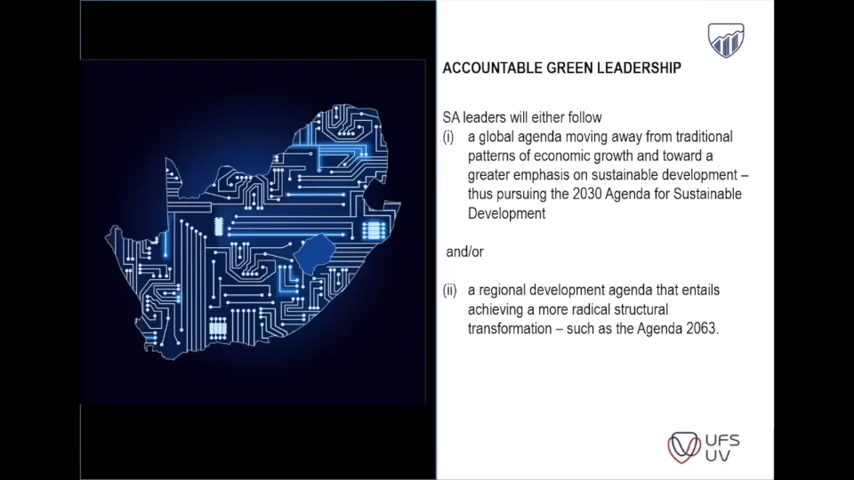 ACCOUNTABLE GREEN LEADERSHIP
SA leaders will either follow
(i) a global agenda moving away from traditional
patterns of economic growth and toward a
greater emphasis on sustainable development –
thus pursuing the 2030 Agenda for Sustainable
Development
and/or
(ii) a regional development agenda that entails
achieving a more radical structural
transformation – such as the Agenda 2063.
UFS
UV